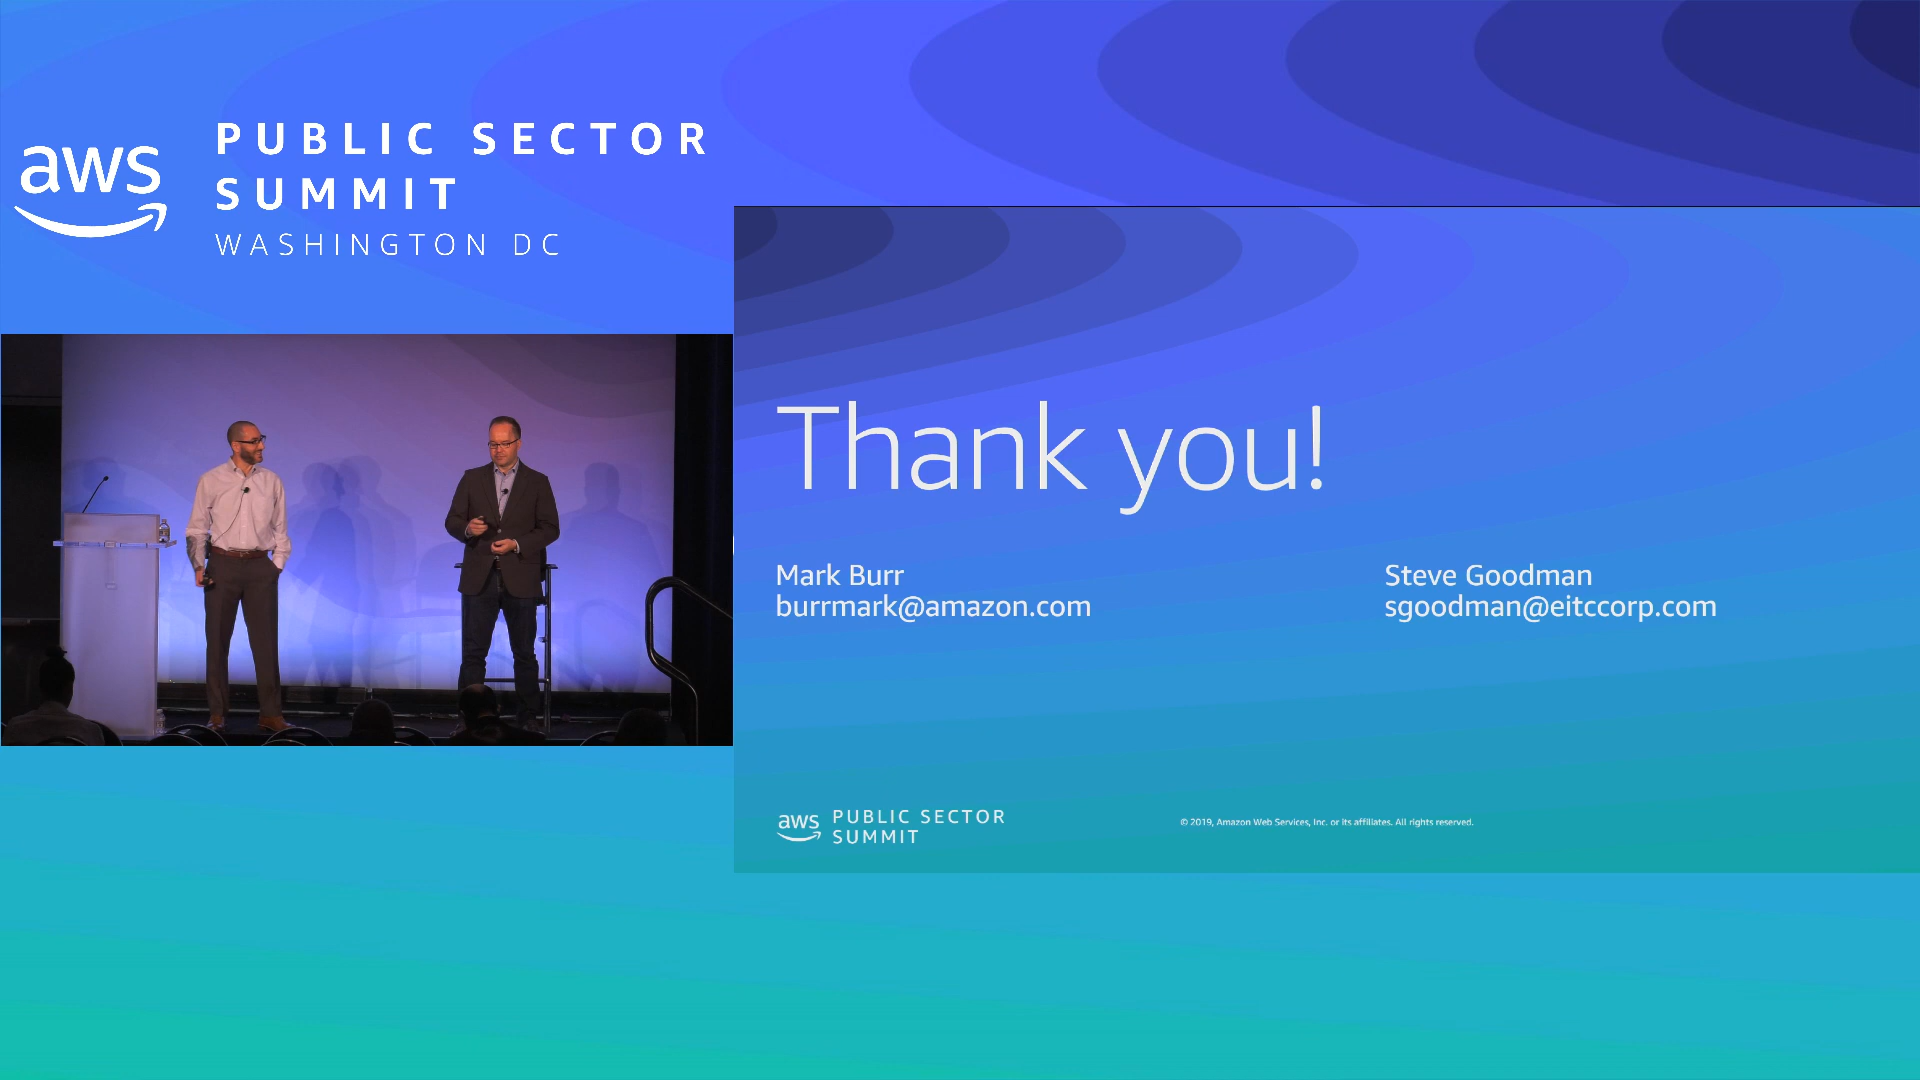 aws
PUBLIC SECTOR
SUMMIT
WASHINGTON DC
Thank you!
Mark Burr
burrmark@amazon.com
Steve Goodman
sgoodman@eitccorp.com
aws
PUBLIC SECTOR
SUMMIT
© 2019, Amazon Web Services, Inc. or its affiliates. All rights reserved.